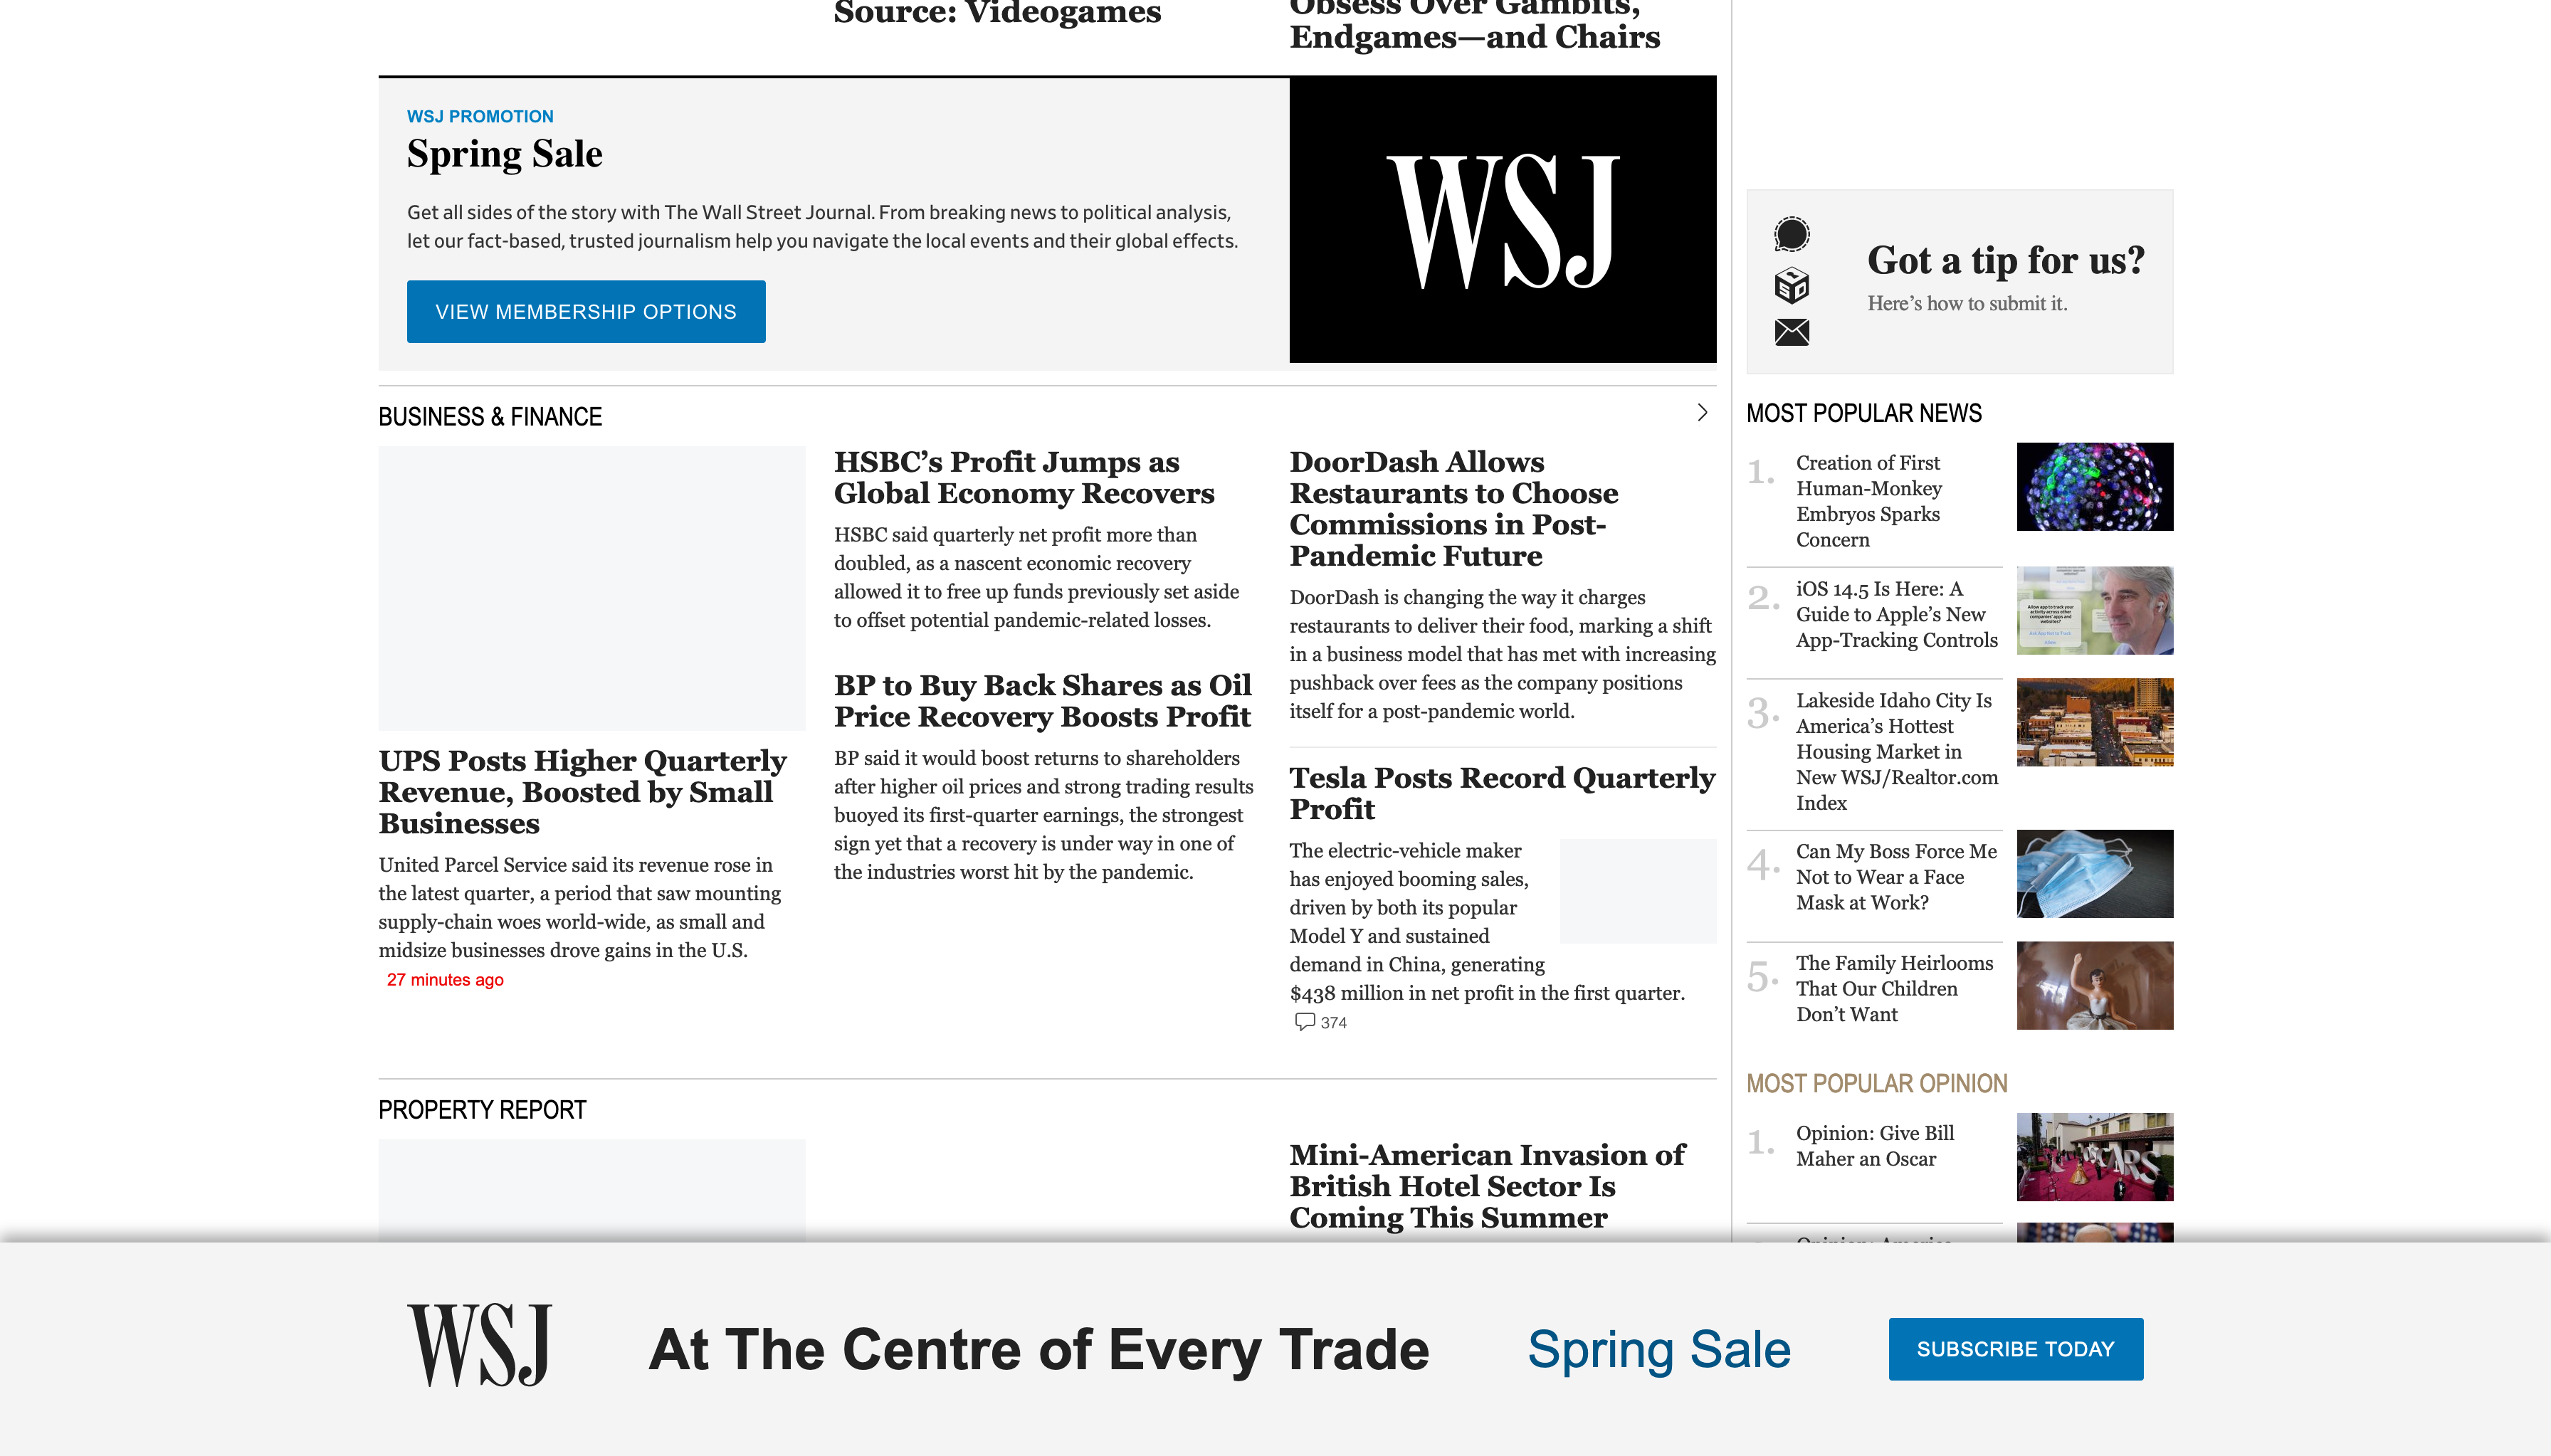 Source: Videogames
Obsess Over Gambits,
Endgames—and Chairs
WSJ PROMOTION
Spring Sale
Get all sides of the story with The Wall Street Journal. From breaking news to political analysis,
let our fact-based, trusted journalism help you navigate the local events and their global effects.
VIEW MEMBERSHIP OPTIONS
WSJ
Got a tip for us?
Here’s how to submit it.
BUSINESS & FINANCE
UPS Posts Higher Quarterly
Revenue, Boosted by Small
Businesses
United Parcel Service said its revenue rose in
the latest quarter, a period that saw mounting
supply-chain woes world-wide, as small and
midsize businesses drove gains in the U.S.
27 minutes ago
HSBC’s Profit Jumps as
Global Economy Recovers
HSBC said quarterly net profit more than
doubled, as a nascent economic recovery
allowed it to free up funds previously set aside
to offset potential pandemic-related losses.
BP to Buy Back Shares as Oil
Price Recovery Boosts Profit
BP said it would boost returns to shareholders
after higher oil prices and strong trading results
buoyed its first-quarter earnings, the strongest
sign yet that a recovery is under way in one of
the industries worst hit by the pandemic.
DoorDash Allows
Restaurants to Choose
Commissions in Post-
Pandemic Future
DoorDash is changing the way it charges
restaurants to deliver their food, marking a shift
in a business model that has met with increasing
pushback over fees as the company positions
itself for a post-pandemic world.
Tesla Posts Record Quarterly
Profit
The electric-vehicle maker
has enjoyed booming sales,
driven by both its popular
Model Y and sustained
demand in China, generating
$438 million in net profit in the first quarter.
374
MOST POPULAR NEWS
1. Creation of First
Human-Monkey
Embryos Sparks
Concern
2. iOS 14.5 Is Here: A
Guide to Apple’s New
App-Tracking Controls
3. Lakeside Idaho City Is
America’s Hottest
Housing Market in
New WSJ/Realtor.com
Index
4. Can My Boss Force Me
Not to Wear a Face
Mask at Work?
5. The Family Heirlooms
That Our Children
Don’t Want
MOST POPULAR OPINION
1. Opinion: Give Bill
Maher an Oscar
PROPERTY REPORT
Mini-American Invasion of
British Hotel Sector Is
Coming This Summer
WSJ
At The Centre of Every Trade
Spring Sale
SUBSCRIBE TODAY